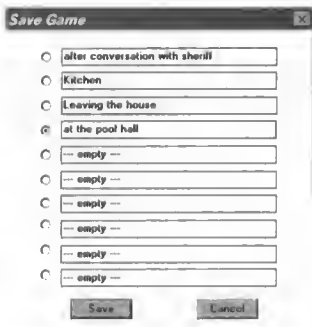 Save Game
after conversation with sheriff
Kitchen
Leaving the house
at the pool hall
--- empty ---
--- empty ---
--- empty ---
--- empty ---
--- empty ---
--- empty ---
Save
Cancel